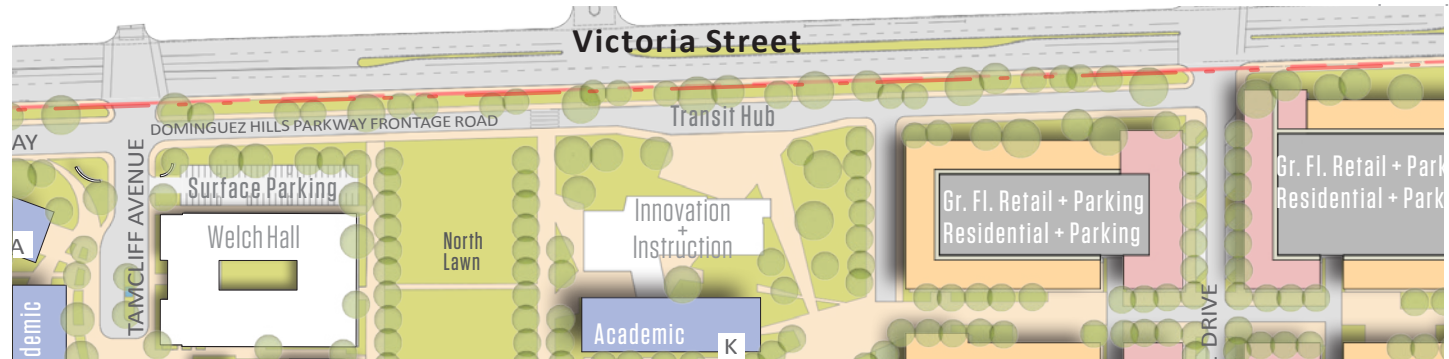 Victoria Street
Transit Hub
DOMINGUEZ HILLS PARKWAY FRONTAGE ROAD
AY
TAMCLIFF AVENUE
Surface Parking
Welch Hall
North
Lawn
Innovation
+
Instruction
Gr. Fl. Retail + Parking
Residential + Parking
Gr. Fl. Retail + Park
Residential + Park
A
demic
Academic
K
DRIVE